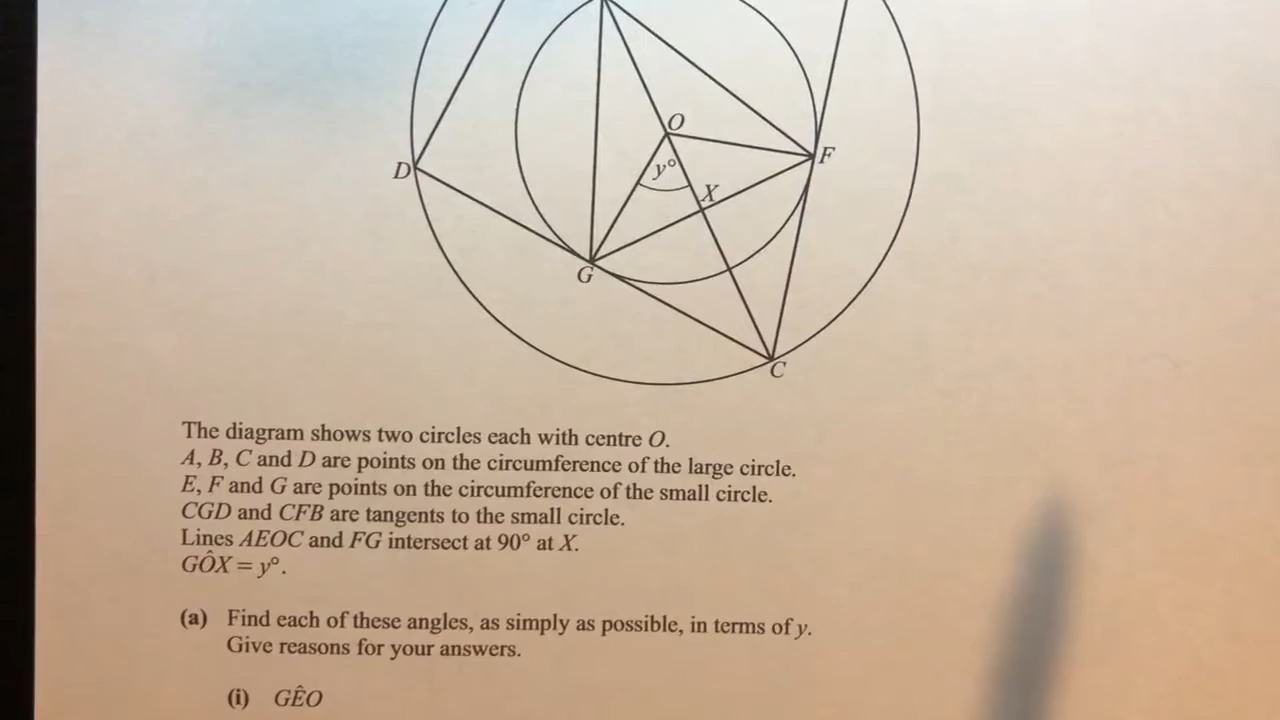 O
y°
F
D
X
G
C
The diagram shows two circles each with centre O.
A, B, C and D are points on the circumference of the large circle.
E, F and G are points on the circumference of the small circle.
CGD and CFB are tangents to the small circle.
Lines AEOC and FG intersect at 90° at X.
GÔX = y°.
(a) Find each of these angles, as simply as possible, in terms of y.
Give reasons for your answers.
(i) GÊO